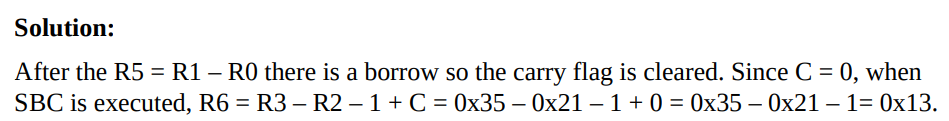 Solution:
After the R5 = R1 – R0 there is a borrow so the carry flag is cleared. Since C = 0, when
SBC is executed, R6 = R3 – R2 – 1 + C = 0x35 – 0x21 – 1 + 0 = 0x35 – 0x21 – 1= 0x13.